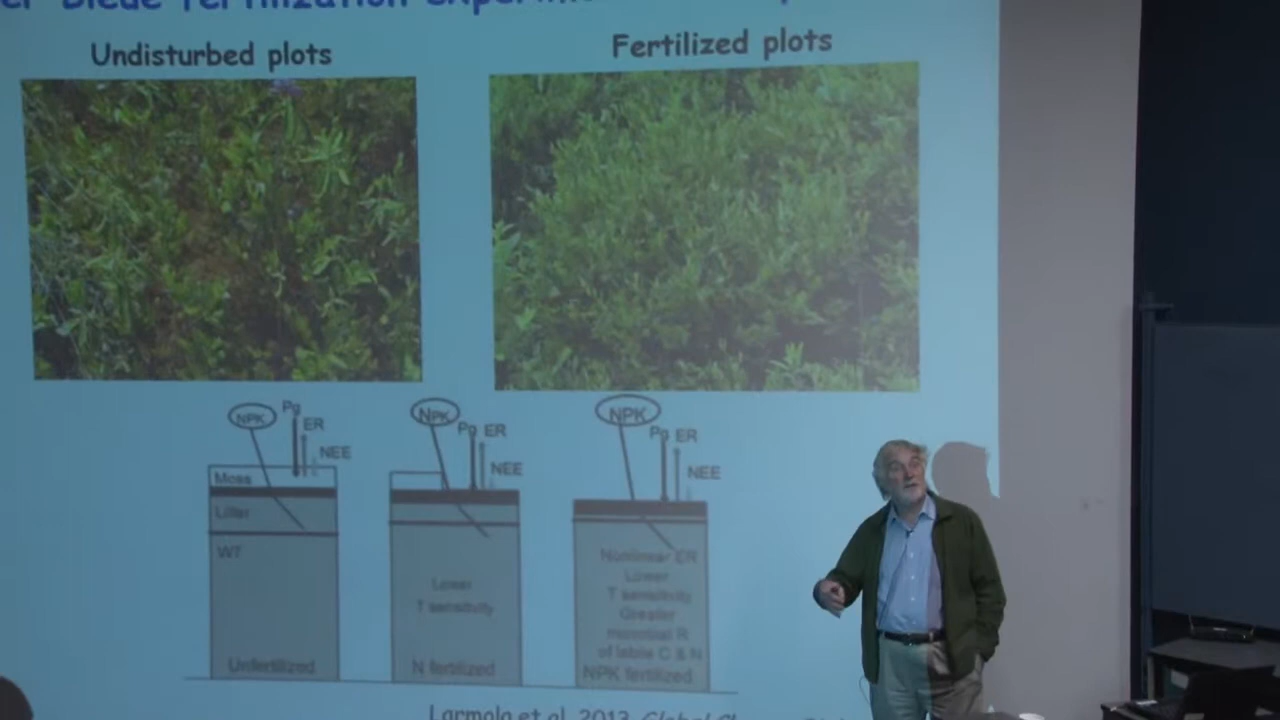 Undisturbed plots
Fertilized plots
NPK
Pg
ER
NEE
Moss
Litter
WT
Unfertilized
NPK
Pg
ER
NEE
Lower
T sensitivity
N fertilized
NPK
Pg
ER
NEE
Nonlinear ER
Lower
T sensitivity
Greater
microbial R
of labile C & N
NPK fertilized
Larmola et al. 2013